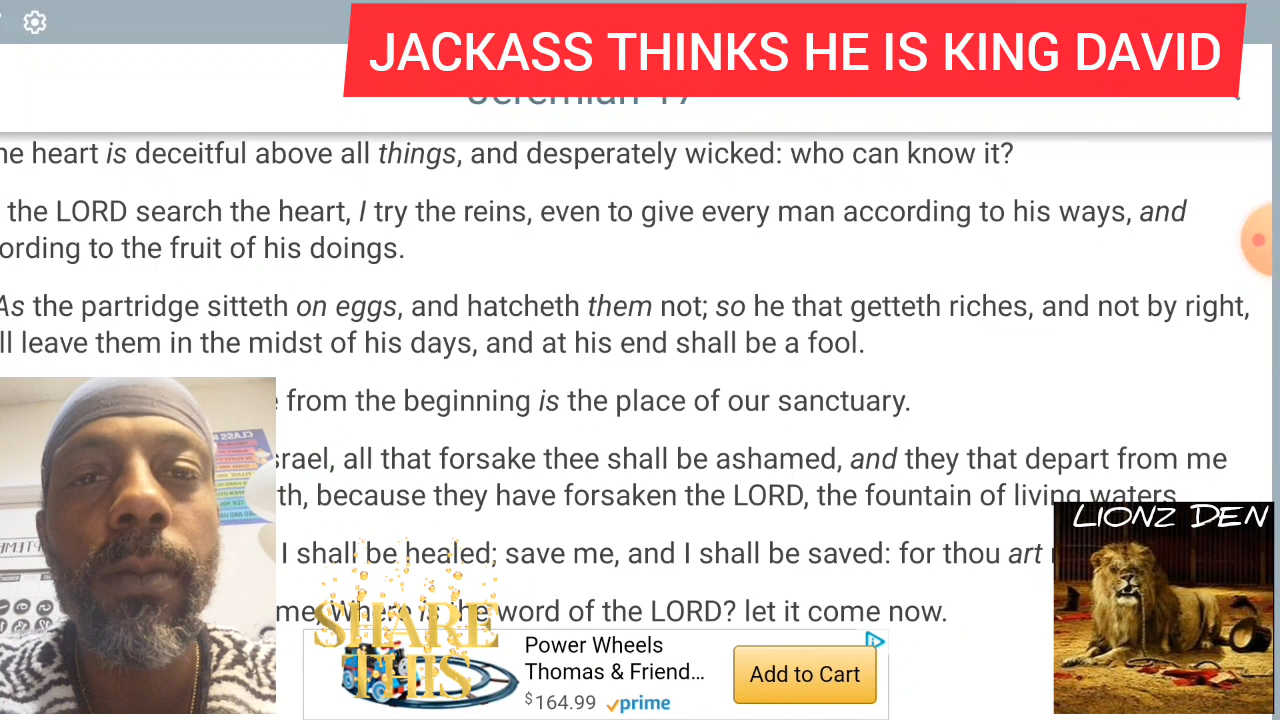 JACKASS THINKS HE IS KING DAVID
Jeremiah 17
he heart is deceitful above all things, and desperately wicked: who can know it?
the LORD search the heart, I try the reins, even to give every man according to his ways, and
ording to the fruit of his doings.
As the partridge sitteth on eggs, and hatcheth them not; so he that getteth riches, and not by right,
ll leave them in the midst of his days, and at his end shall be a fool.
from the beginning is the place of our sanctuary.
srael, all that forsake thee shall be ashamed, and they that depart from me
th, because they have forsaken the LORD, the fountain of living waters
LIONZ DEN
I shall be healed; save me, and I shall be saved: for thou art
me, Where is the word of the LORD? let it come now.
SHARE
THIS
Power Wheels
Thomas & Friend...
$164.99 prime
Add to Cart